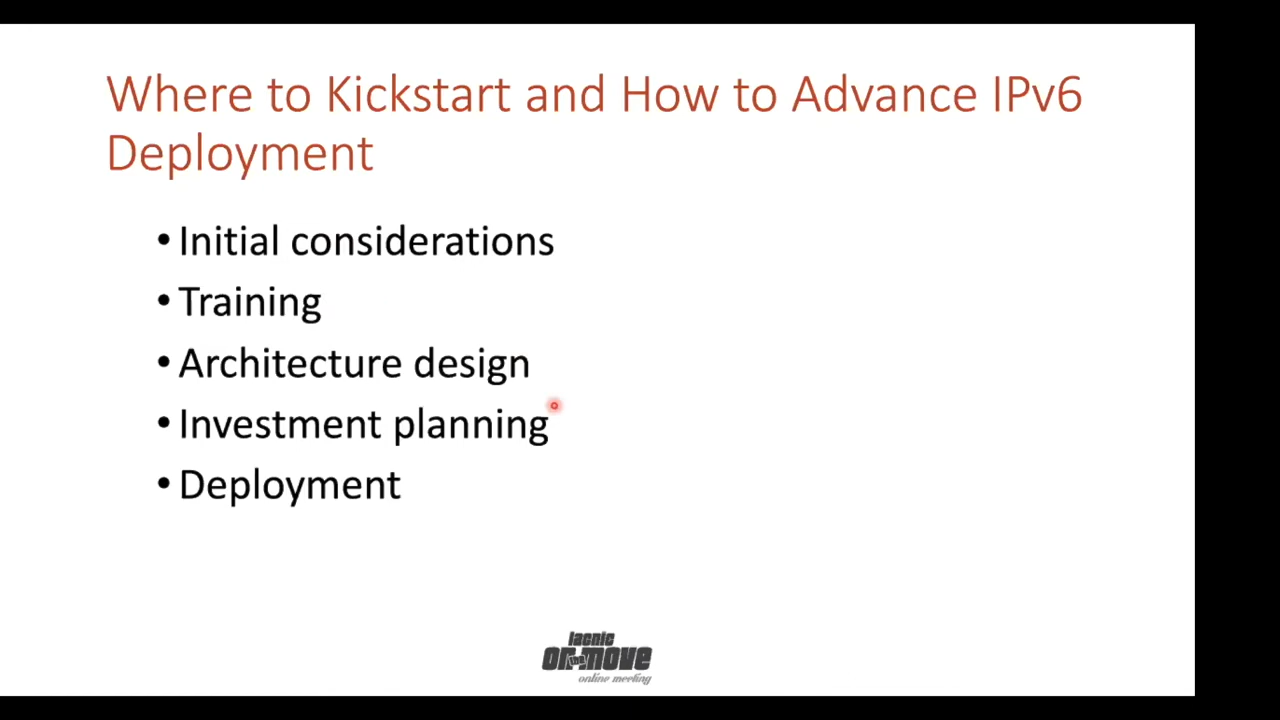 Where to Kickstart and How to Advance IPv6
Deployment
• Initial considerations
• Training
• Architecture design
• Investment planning
• Deployment
lacnic
on the move
online meeting